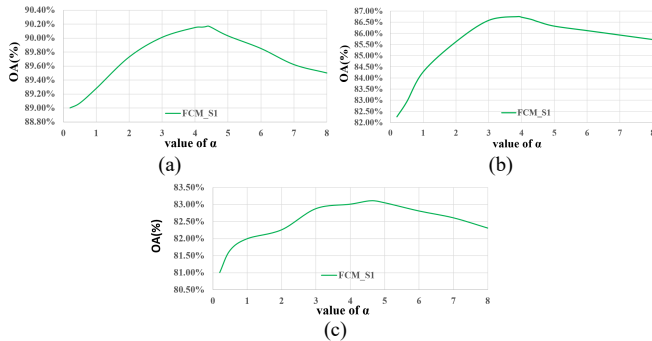 90.40%
90.20%
90.00%
89.80%
89.60%
89.40%
89.20%
89.00%
88.80%
OA(%)
FCM_S1
0 1 2 3 4 5 6 7 8
value of α
(a)
87.00%
86.50%
86.00%
85.50%
85.00%
84.50%
84.00%
83.50%
83.00%
82.50%
82.00%
OA(%)
FCM_S1
0 1 2 3 4 5 6 7 8
value of α
(b)
83.50%
83.00%
82.50%
82.00%
81.50%
81.00%
80.50%
OA(%)
FCM_S1
0 1 2 3 4 5 6 7 8
value of α
(c)